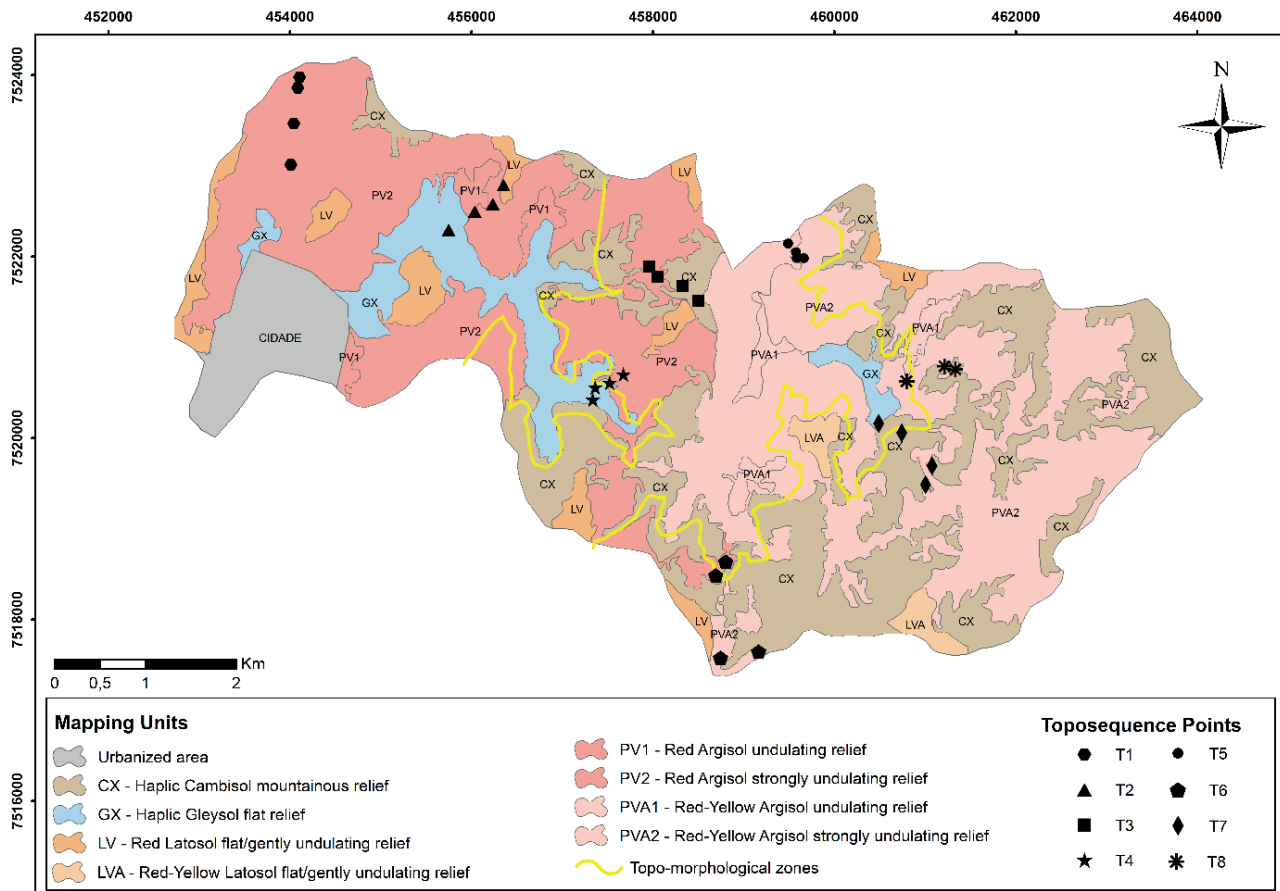 452000 454000 456000 458000 460000 462000 464000
7524000
7522000
7520000
7518000
7516000
N
CX
LV
CX
LV
PV1
PV2
PV1
CX
LV
GX
CX
CX
LV
CX
LV
GX
LV
CX
PVA2
CIDADE
PV2
LV
PV1
PV2
PVA1
CX
PVA1
CX
GX
CX
PVA2
LVA
CX
CX
CX
CX
PVA1
CX
LV
PVA2
CX
CX
LV
PVA2
LVA
CX
Km
0 0,5 1 2
Mapping Units
Urbanized area
CX - Haplic Cambisol mountainous relief
GX - Haplic Gleysol flat relief
LV - Red Latosol flat/gently undulating relief
LVA - Red-Yellow Latosol flat/gently undulating relief
PV1 - Red Argisol undulating relief
PV2 - Red Argisol strongly undulating relief
PVA1 - Red-Yellow Argisol undulating relief
PVA2 - Red-Yellow Argisol strongly undulating relief
Topo-morphological zones
Toposequence Points
T1 T5
T2 T6
T3 T7
T4 T8